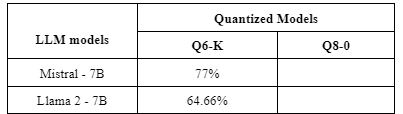 LLM models
Quantized Models
Q6-K Q8-0
Mistral - 7B 77%
Llama 2 - 7B 64.66%